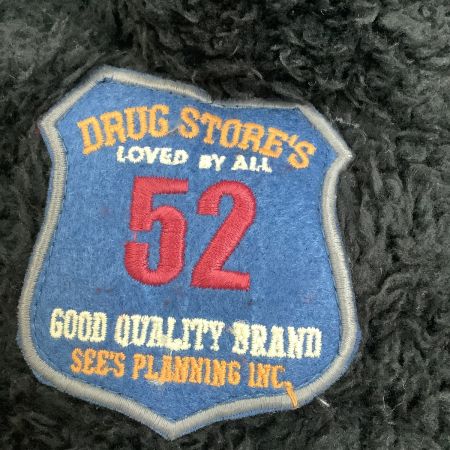 DRUG STORE'S
LOVED BY ALL
52
GOOD QUALITY BRAND
SEE'S PLANNING INC,